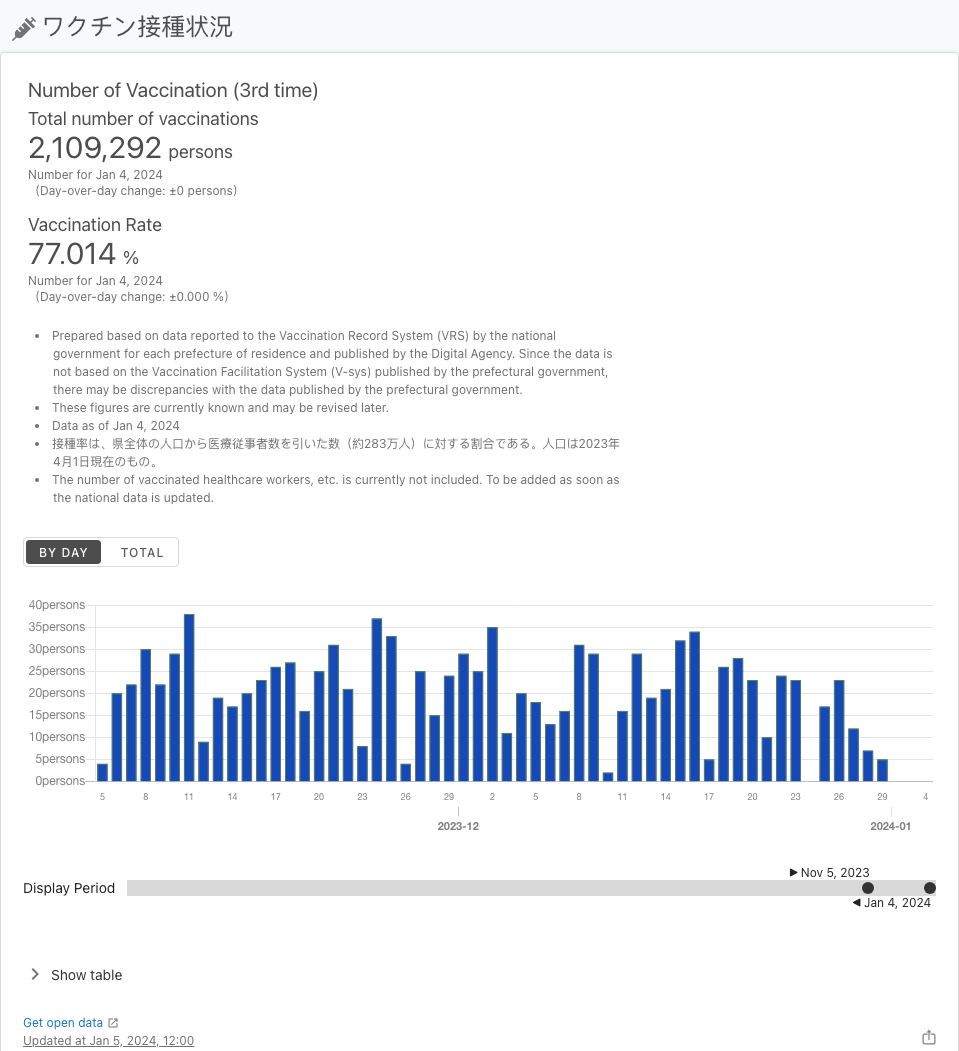 ワクチン接種状況
Number of Vaccination (3rd time)
Total number of vaccinations
2,109,292 persons
Number for Jan 4, 2024
(Day-over-day change: ±0 persons)
Vaccination Rate
77.014 %
Number for Jan 4, 2024
(Day-over-day change: ±0.000 %)
• Prepared based on data reported to the Vaccination Record System (VRS) by the national
government for each prefecture of residence and published by the Digital Agency. Since the data is
not based on the Vaccination Facilitation System (V-sys) published by the prefectural government,
there may be discrepancies with the data published by the prefectural government.
• These figures are currently known and may be revised later.
• Data as of Jan 4, 2024
• 接種率は、県全体の人口から医療従事者数を引いた数（約283万人）に対する割合である。人口は2023年
4月1日現在のもの。
• The number of vaccinated healthcare workers, etc. is currently not included. To be added as soon as
the national data is updated.
BY DAY TOTAL
40persons
35persons
30persons
25persons
20persons
15persons
10persons
5persons
0persons
5 8 11 14 17 20 23 26 29 2 5 8 11 14 17 20 23 26 29 4
2023-12 2024-01
▶ Nov 5, 2023
Display Period
◀ Jan 4, 2024
Show table
Get open data
Updated at Jan 5, 2024, 12:00